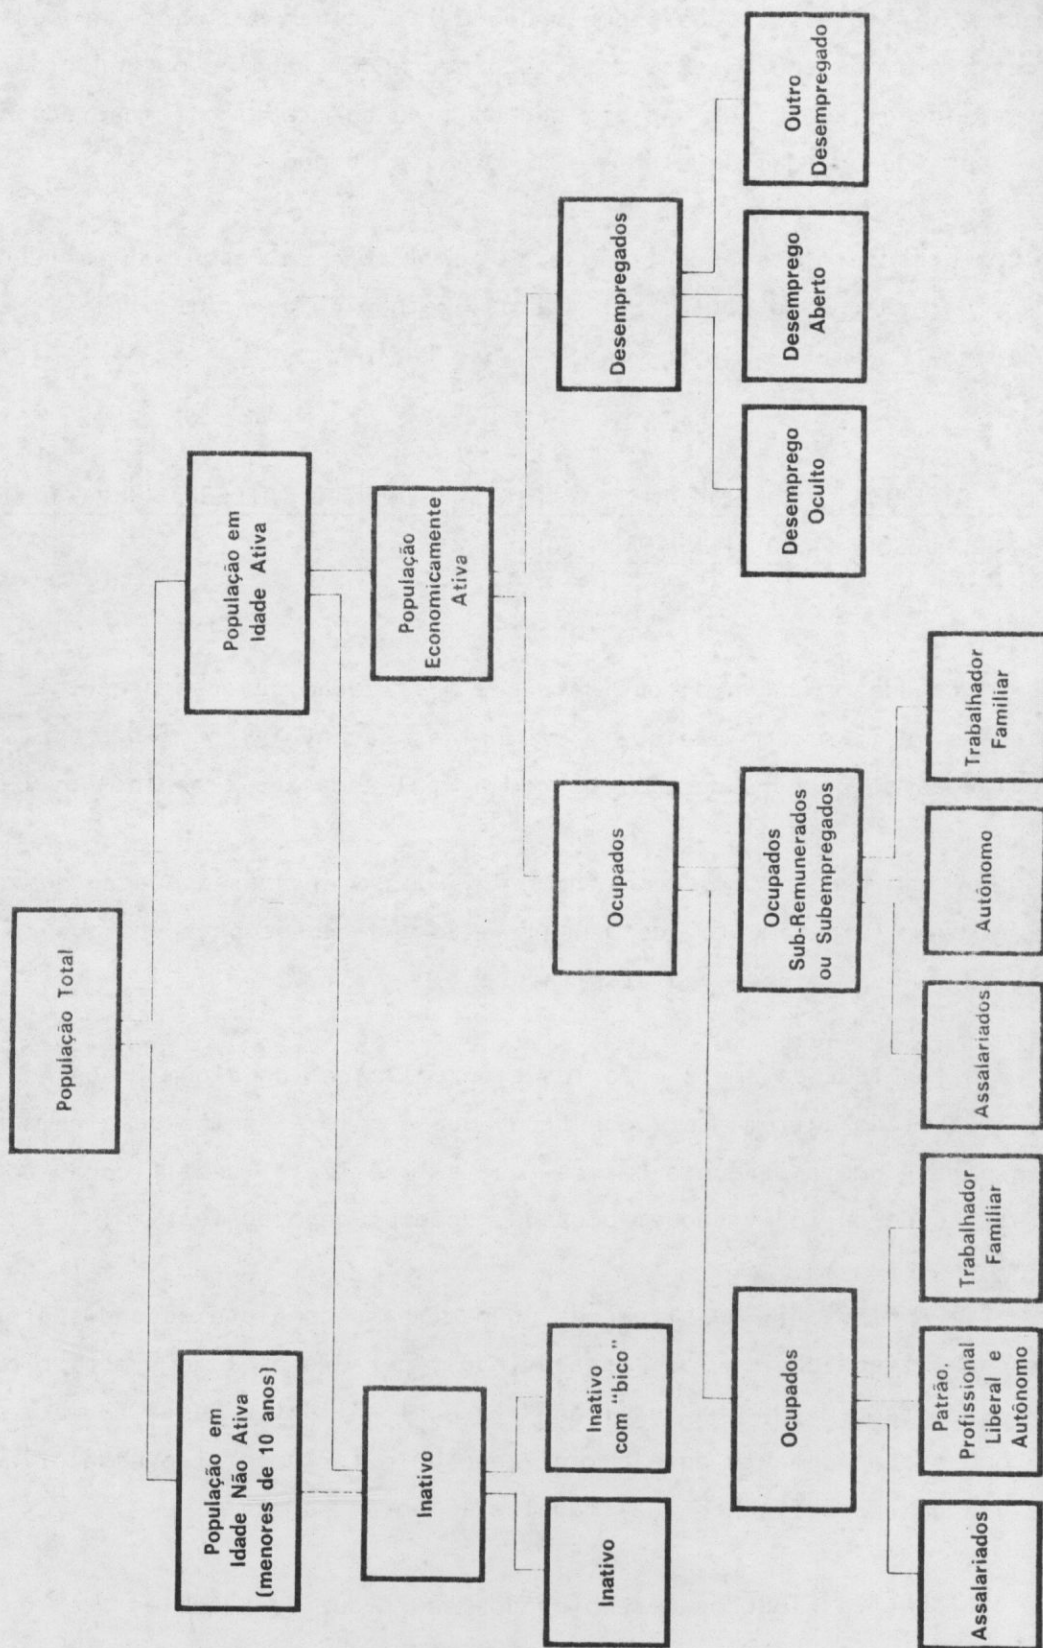 População Total
População em
Idade Não Ativa
(menores de 10 anos)
População em
Idade Ativa
Inativo
População
Economicamente
Ativa
Inativo
Inativo
com "bico"
Ocupados
Desempregados
Ocupados
Ocupados
Sub-Remunerados
ou Subempregados
Desemprego
Oculto
Desemprego
Aberto
Outro
Desempregado
Assalariados
Patrão.
Profissional
Liberal e
Autônomo
Trabalhador
Familiar
Assalariados
Autônomo
Trabalhador
Familiar